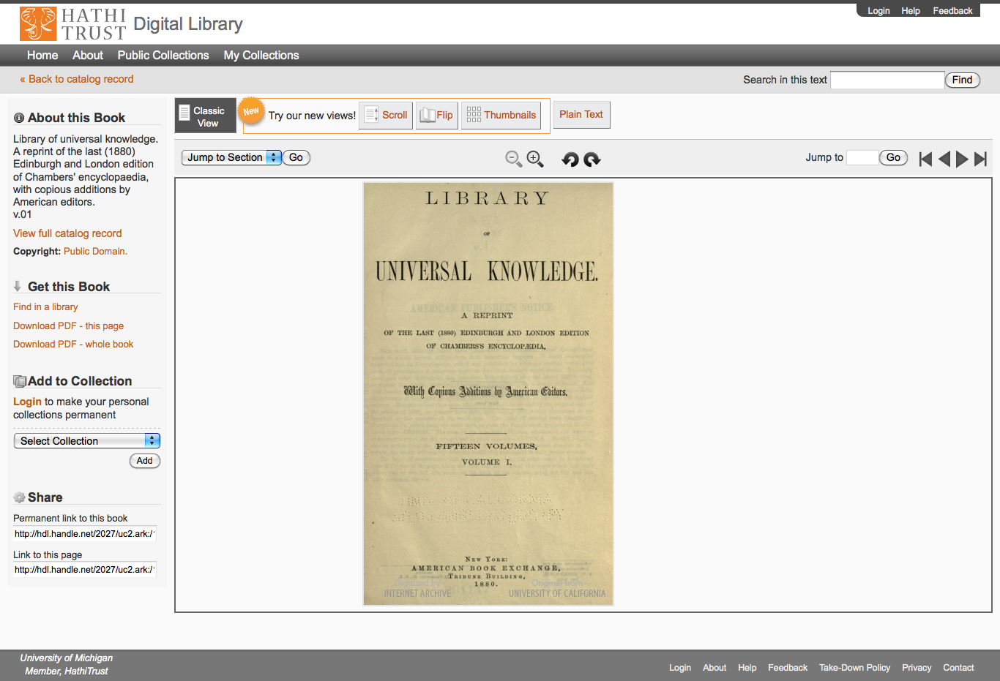 Login Help Feedback
HATHI
TRUST
Digital Library
Home About Public Collections My Collections
« Back to catalog record
Search in this text Find
About this Book
Library of universal knowledge.
A reprint of the last (1880)
Edinburgh and London edition
of Chambers' encyclopaedia,
with copious additions by
American editors.
v.01
View full catalog record
Copyright: Public Domain.
Get this Book
Find in a library
Download PDF - this page
Download PDF - whole book
Add to Collection
Login to make your personal
collections permanent
Select Collection
Add
Share
Permanent link to this book
http://hdl.handle.net/2027/uc2.ark:/
Link to this page
http://hdl.handle.net/2027/uc2.ark:/
Classic
View
New
Try our new views!
Scroll
Flip
Thumbnails
Plain Text
Jump to Section Go
Jump to Go
LIBRARY
OF
UNIVERSAL KNOWLEDGE.
AMERICAN PUBLISHER'S NOTICE.
A REPRINT
OF THE LAST (1880) EDINBURGH AND LONDON EDITION
OF CHAMBERS'S ENCYCLOPÆDIA,
With Copious Additions by American Editors.
FIFTEEN VOLUMES,
VOLUME I.
UNIV. OF CALIFORNIA
NEW YORK:
AMERICAN BOOK EXCHANGE,
TRIBUNE BUILDING,
1880.
Digitized by
INTERNET ARCHIVE
Original from
UNIVERSITY OF CALIFORNIA
University of Michigan
Member, HathiTrust
Login About Help Feedback Take-Down Policy Privacy Contact